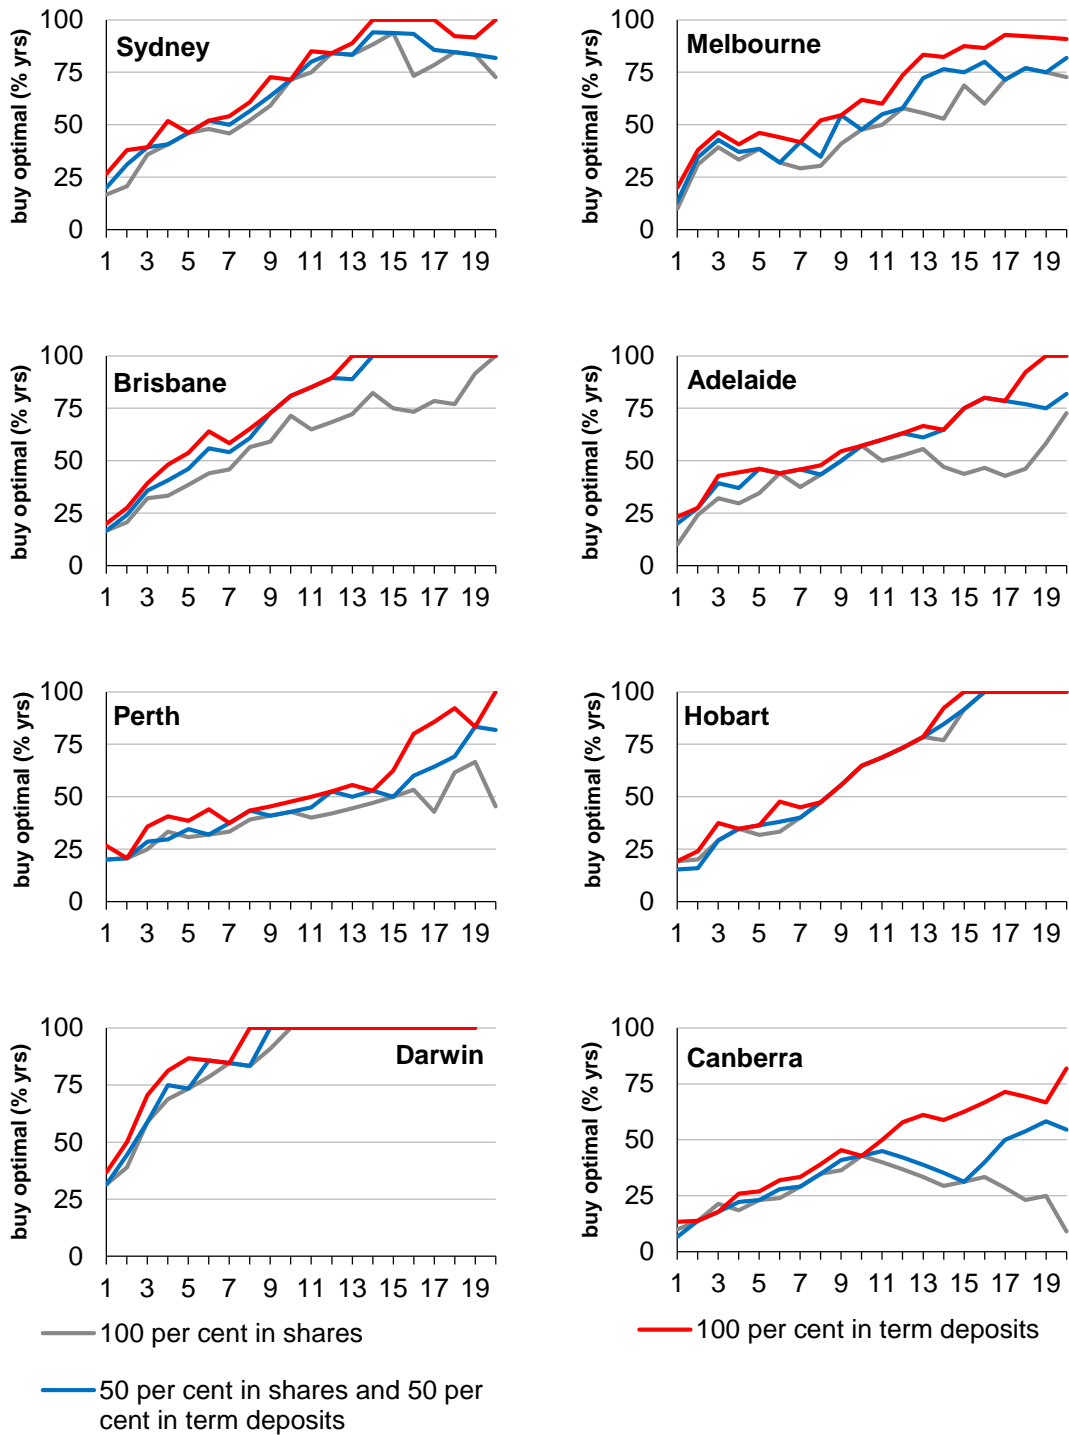 Sydney
buy optimal (% yrs)
100
75
50
25
0
1 3 5 7 9 11 13 15 17 19
Melbourne
buy optimal (% yrs)
100
75
50
25
0
1 3 5 7 9 11 13 15 17 19
Brisbane
buy optimal (% yrs)
100
75
50
25
0
1 3 5 7 9 11 13 15 17 19
Adelaide
buy optimal (% yrs)
100
75
50
25
0
1 3 5 7 9 11 13 15 17 19
Perth
buy optimal (% yrs)
100
75
50
25
0
1 3 5 7 9 11 13 15 17 19
Hobart
buy optimal (% yrs)
100
75
50
25
0
1 3 5 7 9 11 13 15 17 19
Darwin
buy optimal (% yrs)
100
75
50
25
0
1 3 5 7 9 11 13 15 17 19
Canberra
buy optimal (% yrs)
100
75
50
25
0
1 3 5 7 9 11 13 15 17 19
100 per cent in shares
100 per cent in term deposits
50 per cent in shares and 50 per
cent in term deposits